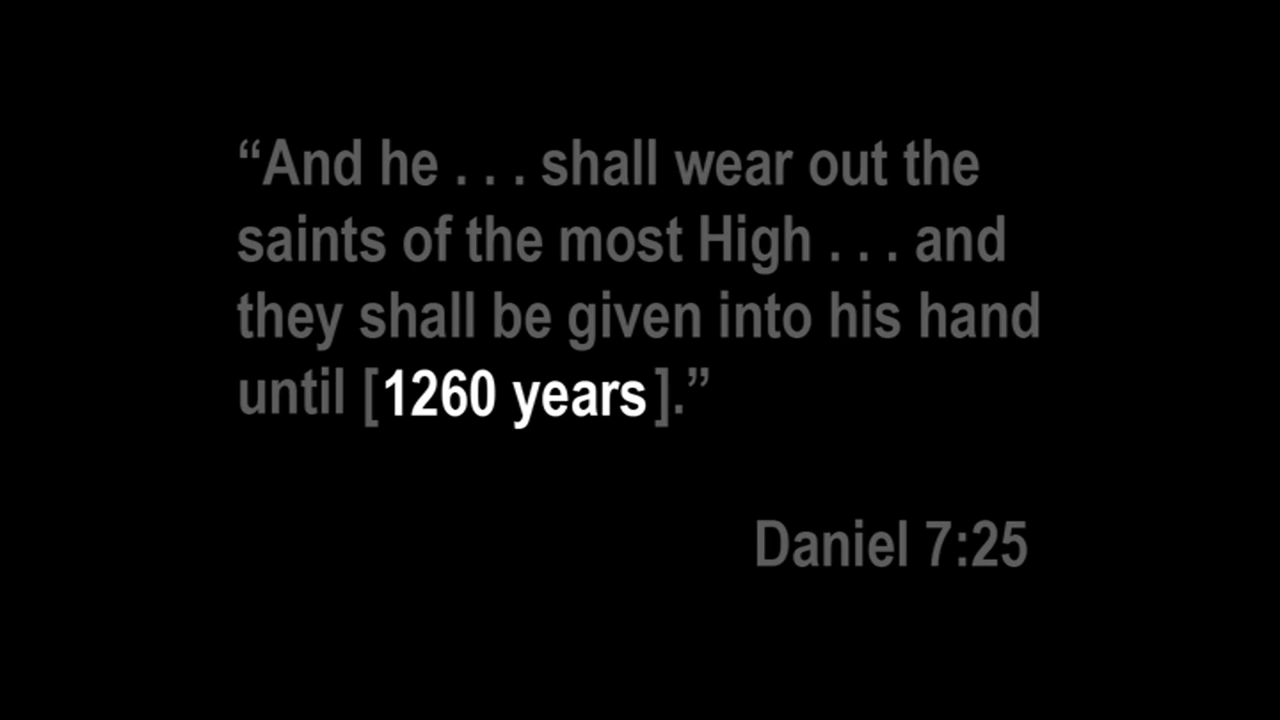 “And he . . . shall wear out the
saints of the most High . . . and
they shall be given into his hand
until [1260 years].”
Daniel 7:25